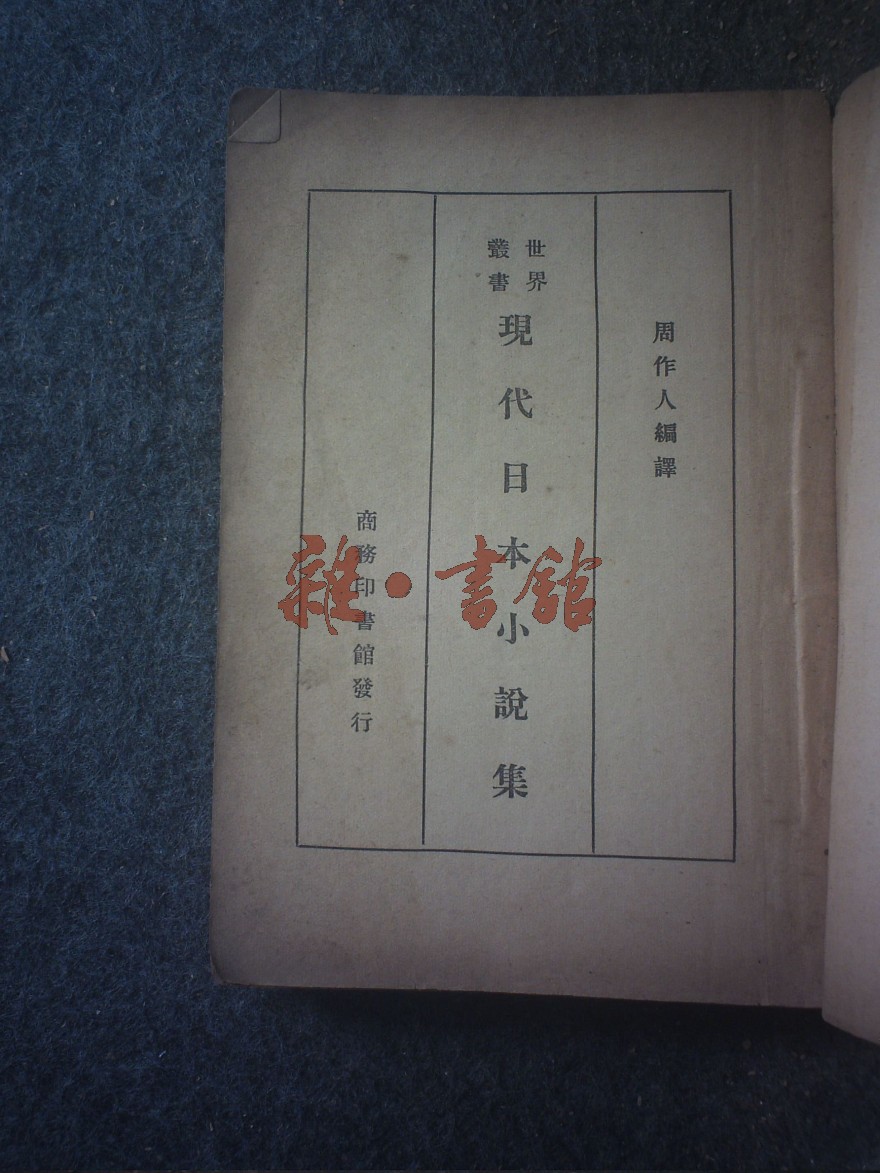 周作人編譯
世界
叢書
現代日本小說集
商務印書館發行
雜·書館